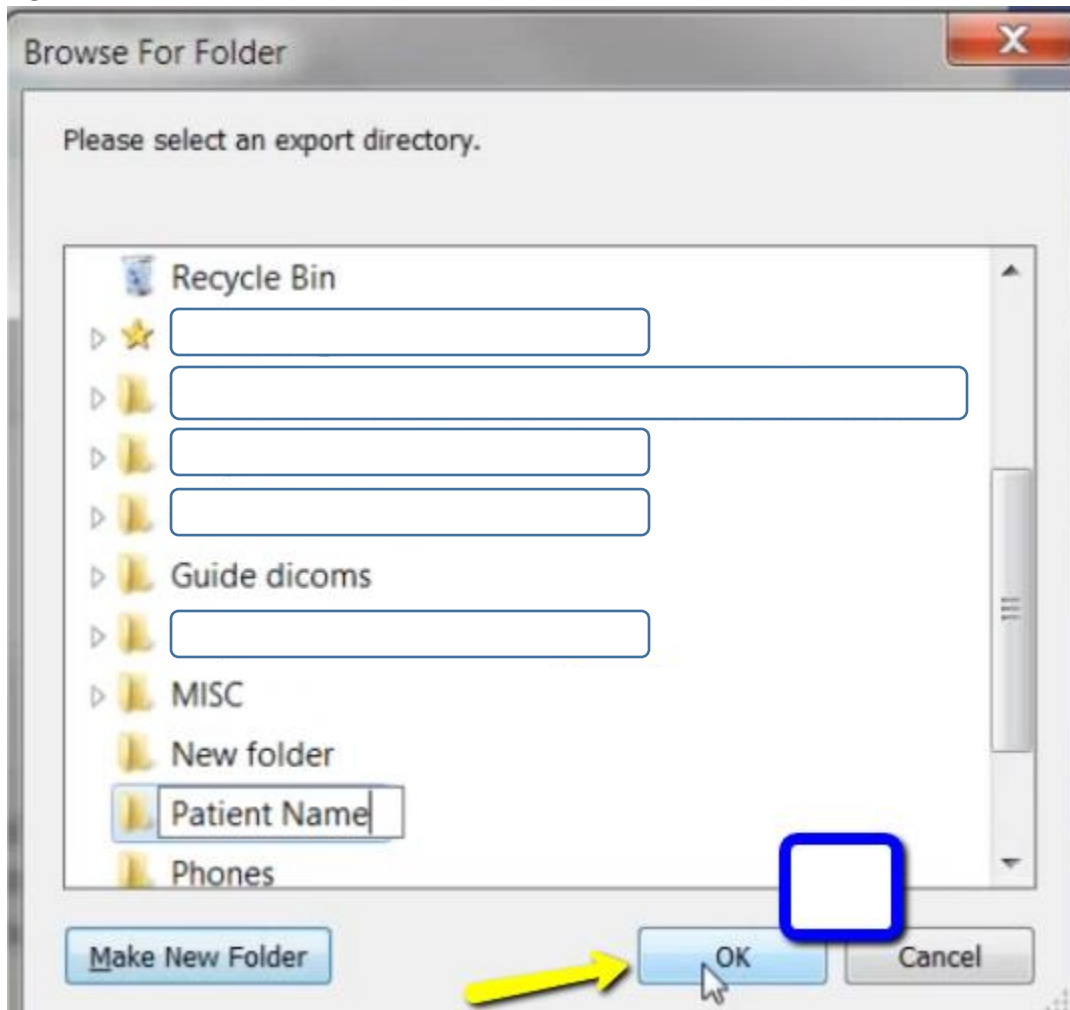 Browse For Folder
Please select an export directory.
Recycle Bin
Guide dicoms
MISC
New folder
Patient Name
Phones
Make New Folder
OK
Cancel